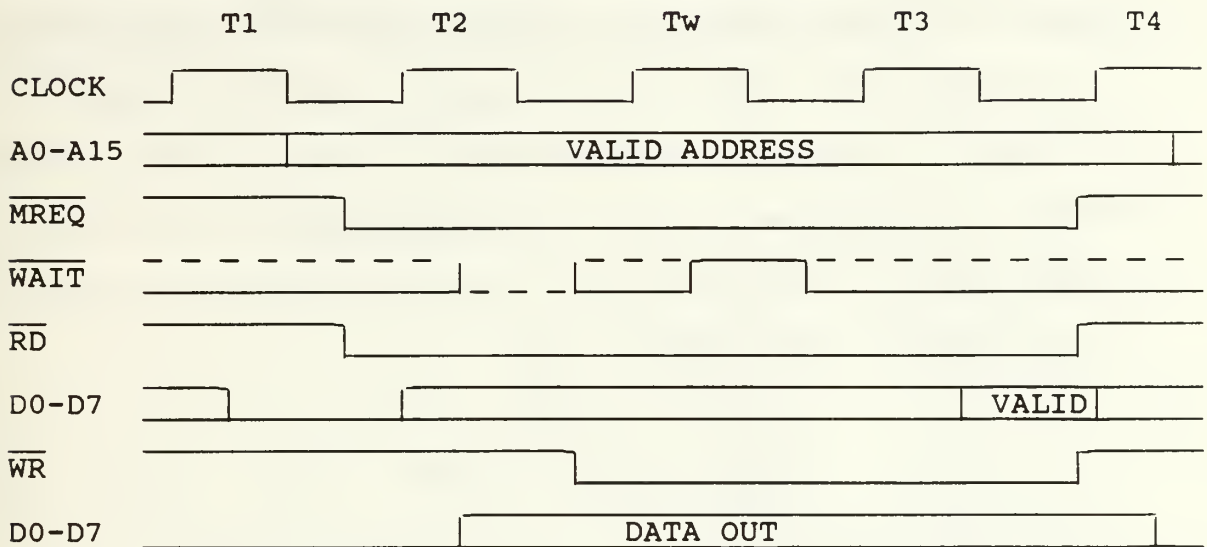 T1 T2 Tw T3 T4
CLOCK
A0-A15 VALID ADDRESS
MREQ
WAIT
RD
D0-D7 VALID
WR
D0-D7 DATA OUT